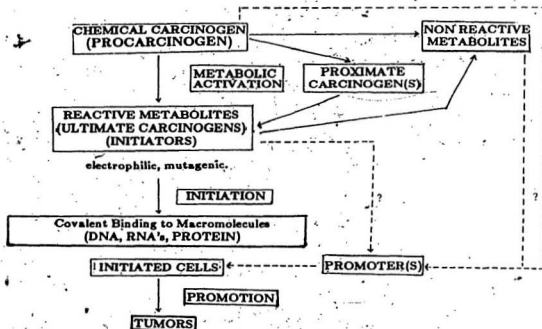 CHEMICAL CARCINOGEN
(PROCARCINOGEN)
NON REACTIVE
METABOLITES
METABOLIC
ACTIVATION
PROXIMATE
CARCINOGEN(S)
REACTIVE METABOLITES
(ULTIMATE CARCINOGENS)
(INITIATORS)
electrophilic, mutagenic.
?
?
INITIATION
Covalent Binding to Macromolecules
(DNA, RNA's, PROTEIN)
INITIATED CELLS
PROMOTER(S)
PROMOTION
TUMORS